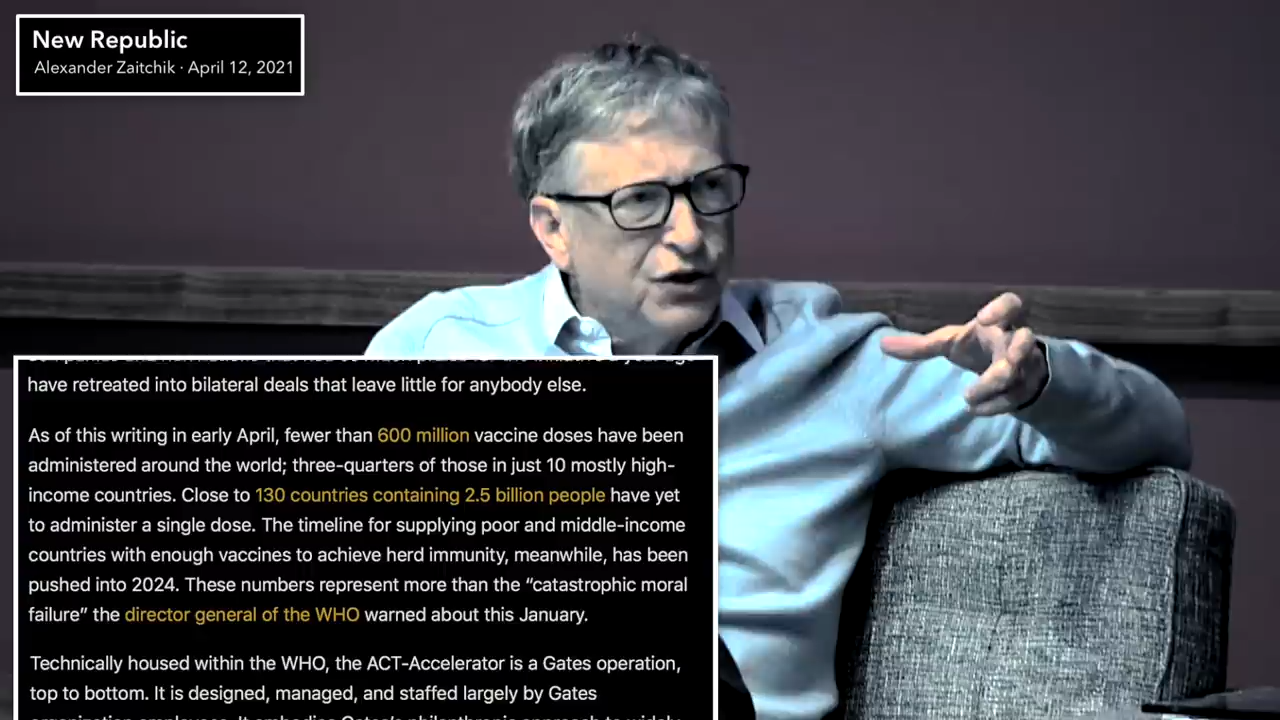 New Republic
Alexander Zaitchik · April 12, 2021
have retreated into bilateral deals that leave little for anybody else.
As of this writing in early April, fewer than 600 million vaccine doses have been
administered around the world; three-quarters of those in just 10 mostly high-
income countries. Close to 130 countries containing 2.5 billion people have yet
to administer a single dose. The timeline for supplying poor and middle-income
countries with enough vaccines to achieve herd immunity, meanwhile, has been
pushed into 2024. These numbers represent more than the “catastrophic moral
failure” the director general of the WHO warned about this January.
Technically housed within the WHO, the ACT-Accelerator is a Gates operation,
top to bottom. It is designed, managed, and staffed largely by Gates